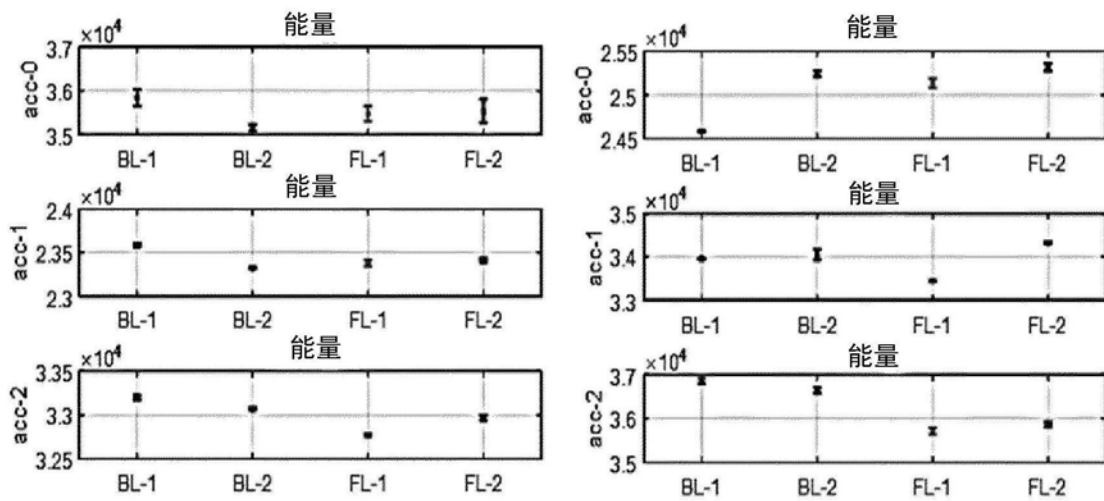 ×10⁴ 能量
3.7
3.6
3.5
acc-0
BL-1 BL-2 FL-1 FL-2
×10⁴ 能量
2.4
2.35
2.3
acc-1
BL-1 BL-2 FL-1 FL-2
×10⁴ 能量
3.35
3.3
3.25
acc-2
BL-1 BL-2 FL-1 FL-2
×10⁴ 能量
2.55
2.5
2.45
acc-0
BL-1 BL-2 FL-1 FL-2
×10⁴ 能量
3.5
3.4
3.3
acc-1
BL-1 BL-2 FL-1 FL-2
×10⁴ 能量
3.7
3.6
3.5
acc-2
BL-1 BL-2 FL-1 FL-2